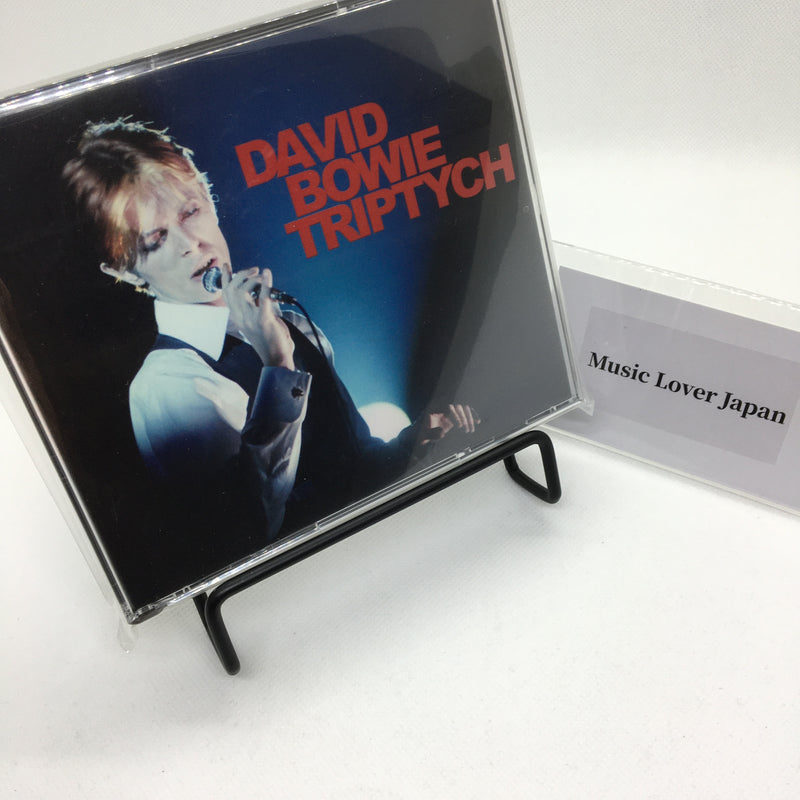 DAVID
BOWIE
TRIPTYCH
Music Lover Japan